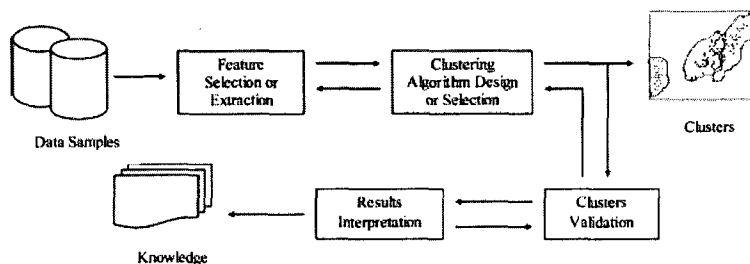 Feature
Selection or
Extraction
Clustering
Algorithm Design
or Selection
Clusters
Data Samples
Results
Interpretation
Clusters
Validation
Knowledge